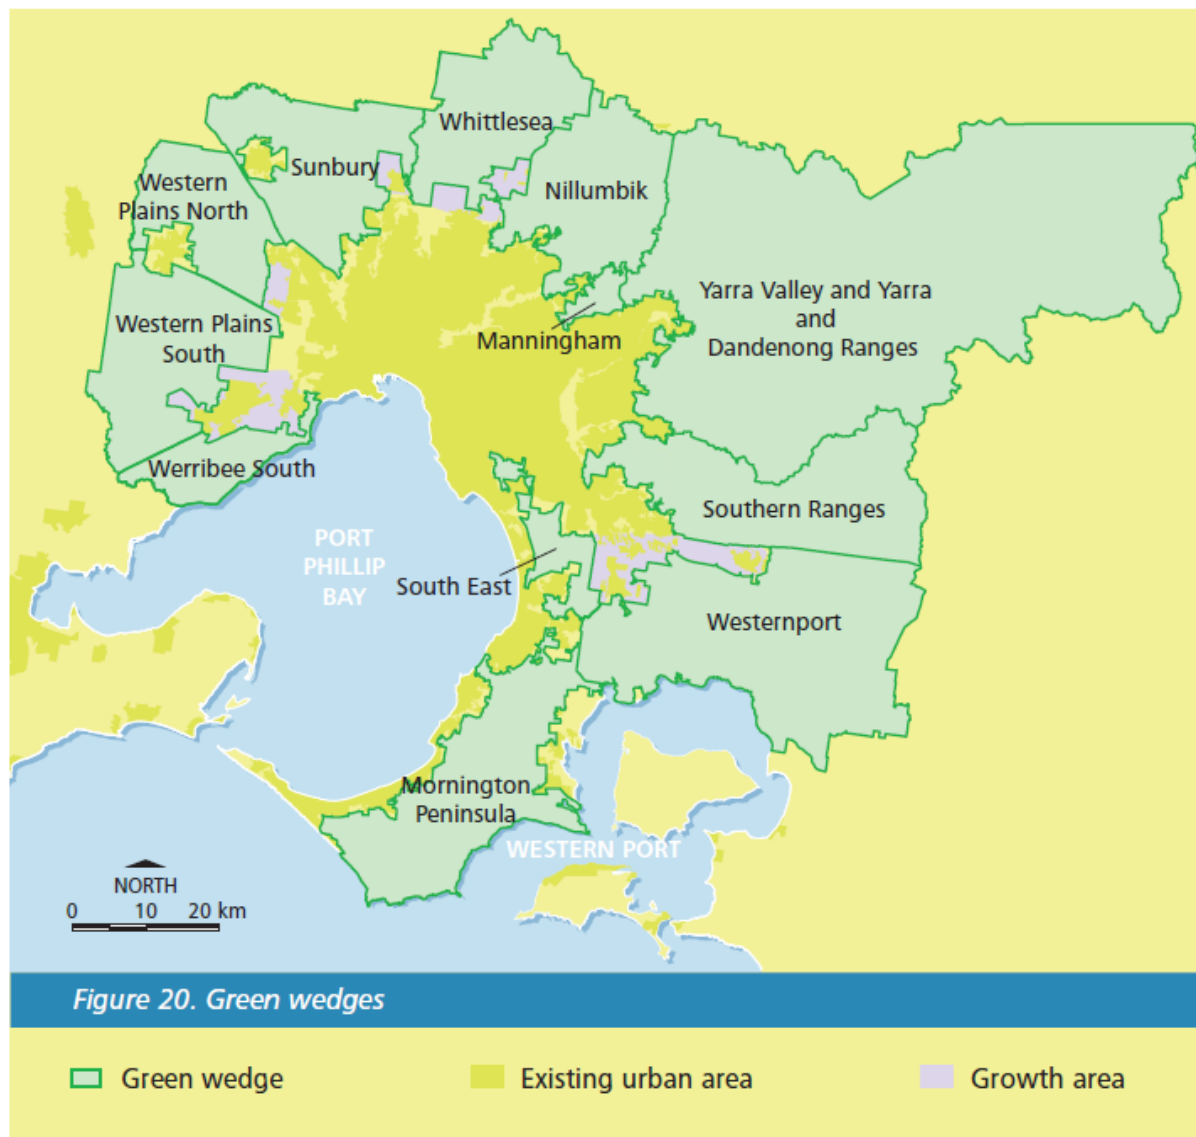 Whittlesea
Sunbury
Western
Plains North
Nillumbik
Yarra Valley and Yarra
and
Dandenong Ranges
Western Plains
South
Manningham
Werribee South
Southern Ranges
PORT
PHILLIP
BAY
South East
Westernport
Mornington
Peninsula
WESTERN PORT
NORTH
0 10 20 km
Figure 20. Green wedges
Green wedge
Existing urban area
Growth area